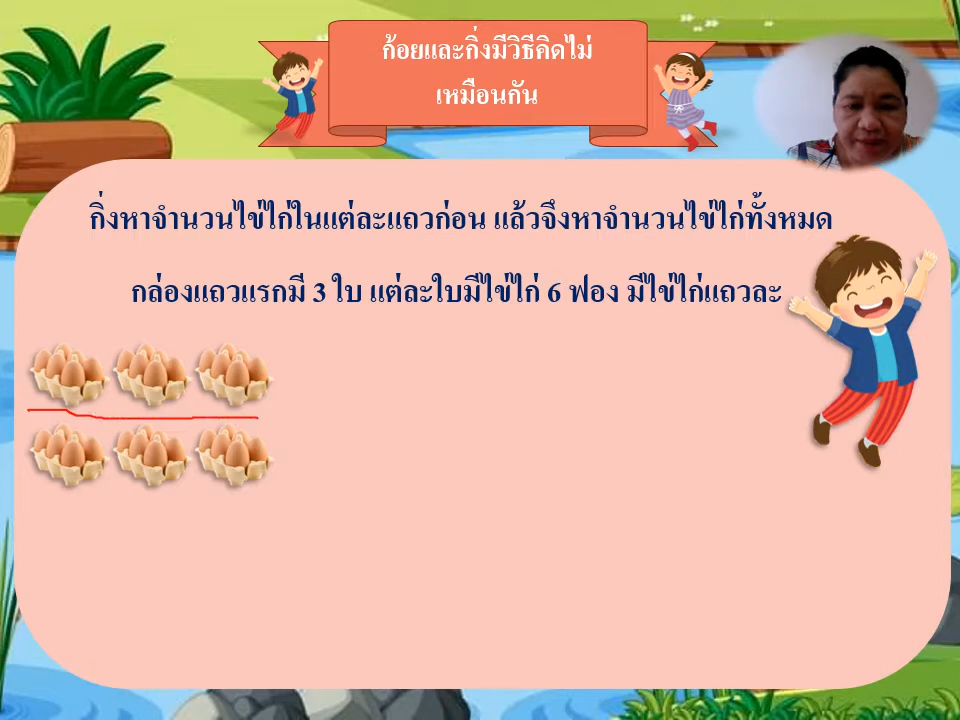 ก้อยและกิ่งมีวิธีคิดไม่
เหมือนกัน
กิ่งหาจำนวนไข่ไก่ในแต่ละแถวก่อน แล้วจึงหาจำนวนไข่ไก่ทั้งหมด
กล่องแถวแรกมี 3 ใบ แต่ละใบมีไข่ไก่ 6 ฟอง มีไข่ไก่แถวละ